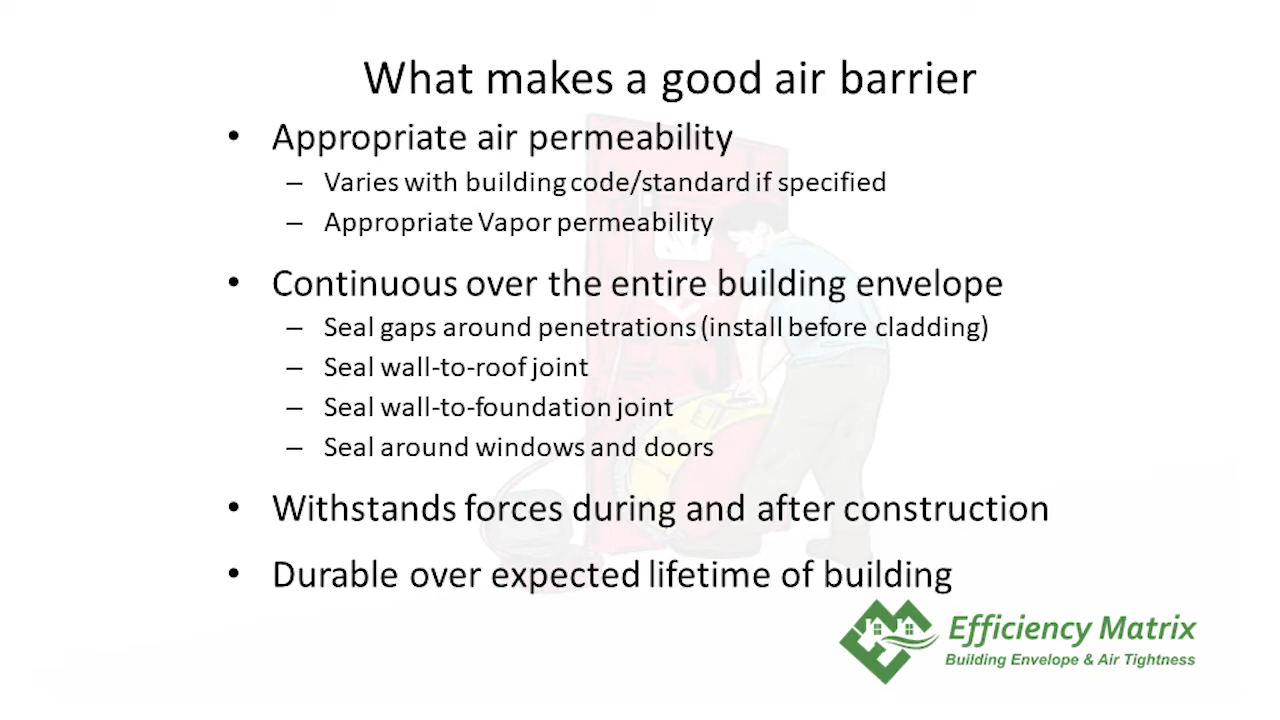 What makes a good air barrier
• Appropriate air permeability
– Varies with building code/standard if specified
– Appropriate Vapor permeability
• Continuous over the entire building envelope
– Seal gaps around penetrations (install before cladding)
– Seal wall-to-roof joint
– Seal wall-to-foundation joint
– Seal around windows and doors
• Withstands forces during and after construction
• Durable over expected lifetime of building
Efficiency Matrix
Building Envelope & Air Tightness